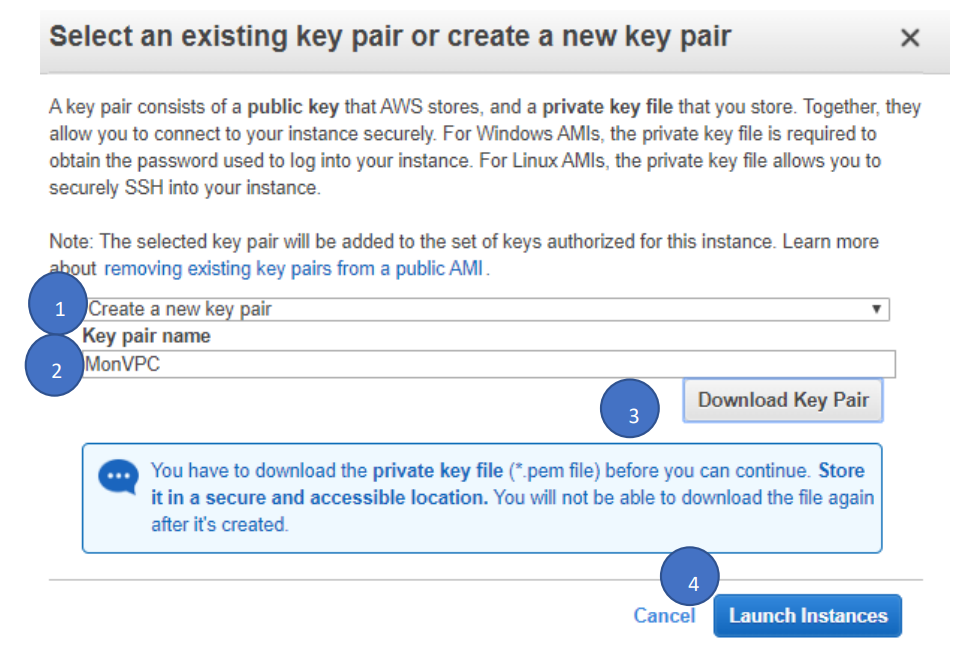 Select an existing key pair or create a new key pair ×
A key pair consists of a public key that AWS stores, and a private key file that you store. Together, they
allow you to connect to your instance securely. For Windows AMIs, the private key file is required to
obtain the password used to log into your instance. For Linux AMIs, the private key file allows you to
securely SSH into your instance.
Note: The selected key pair will be added to the set of keys authorized for this instance. Learn more
about removing existing key pairs from a public AMI.
1 Create a new key pair
Key pair name
2 MonVPC
3 Download Key Pair
You have to download the private key file (*.pem file) before you can continue. Store
it in a secure and accessible location. You will not be able to download the file again
after it's created.
4
Cancel Launch Instances